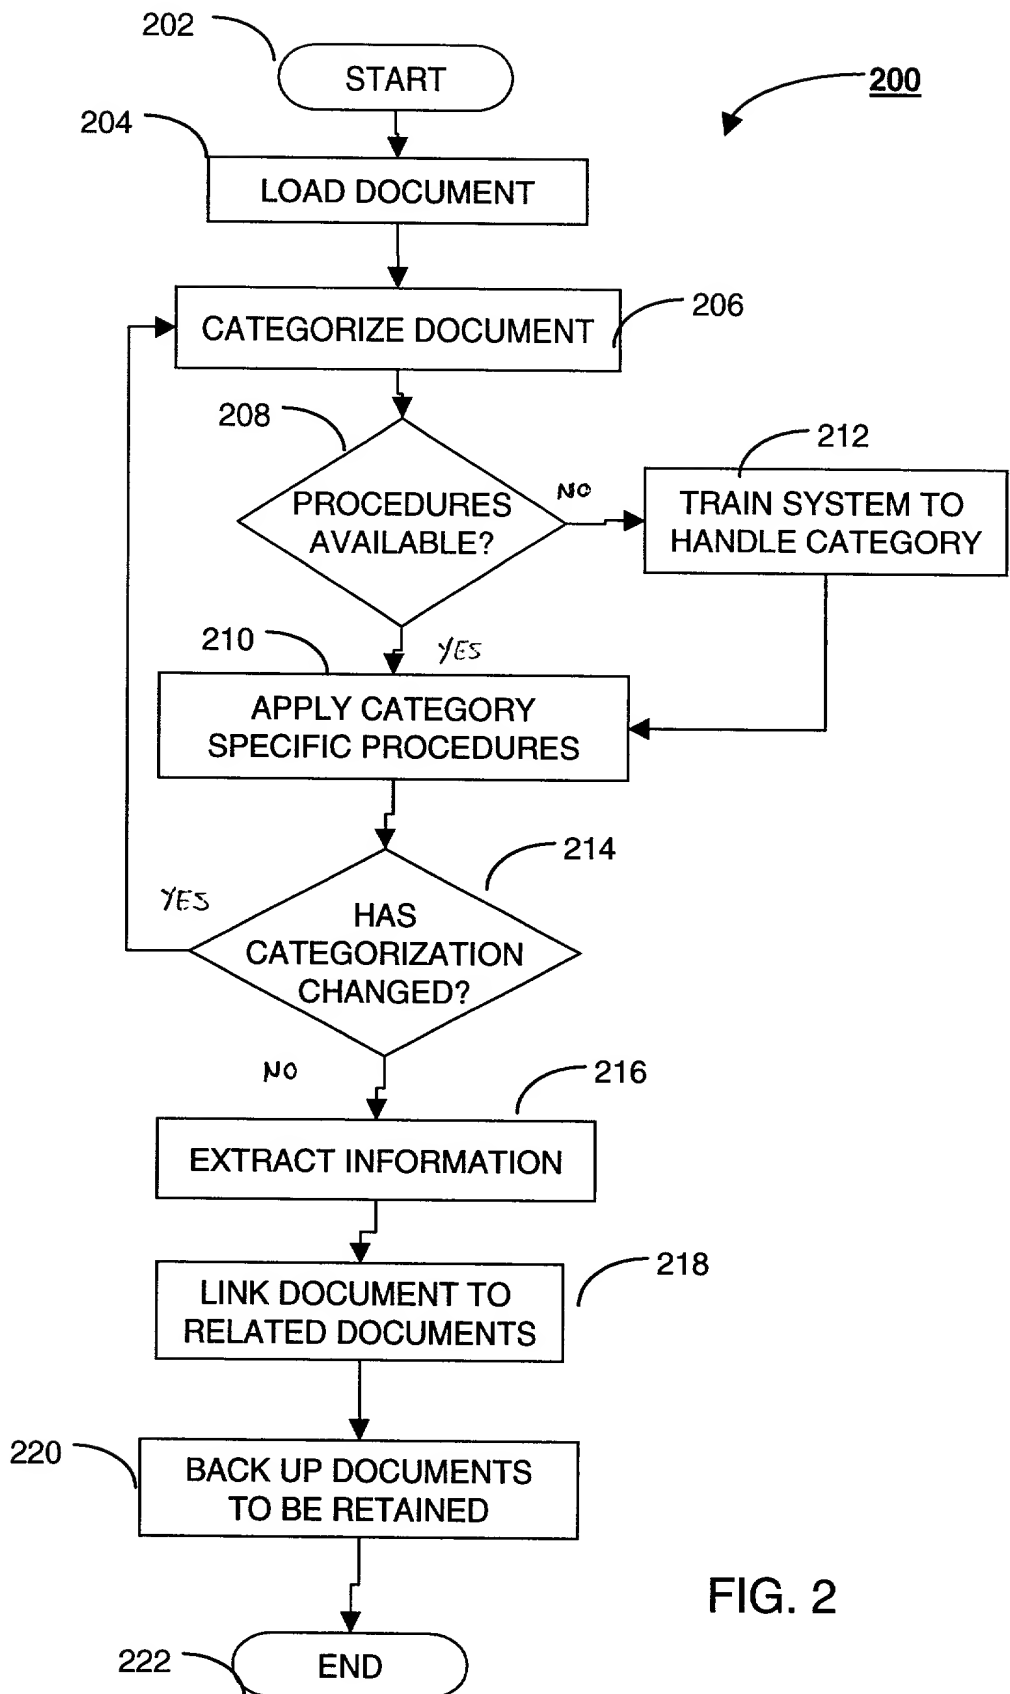 202
START
200
204
LOAD DOCUMENT
CATEGORIZE DOCUMENT
206
208
PROCEDURES
AVAILABLE?
NO
212
TRAIN SYSTEM TO
HANDLE CATEGORY
YES
210
APPLY CATEGORY
SPECIFIC PROCEDURES
214
YES
HAS
CATEGORIZATION
CHANGED?
NO
216
EXTRACT INFORMATION
218
LINK DOCUMENT TO
RELATED DOCUMENTS
220
BACK UP DOCUMENTS
TO BE RETAINED
FIG. 2
222
END